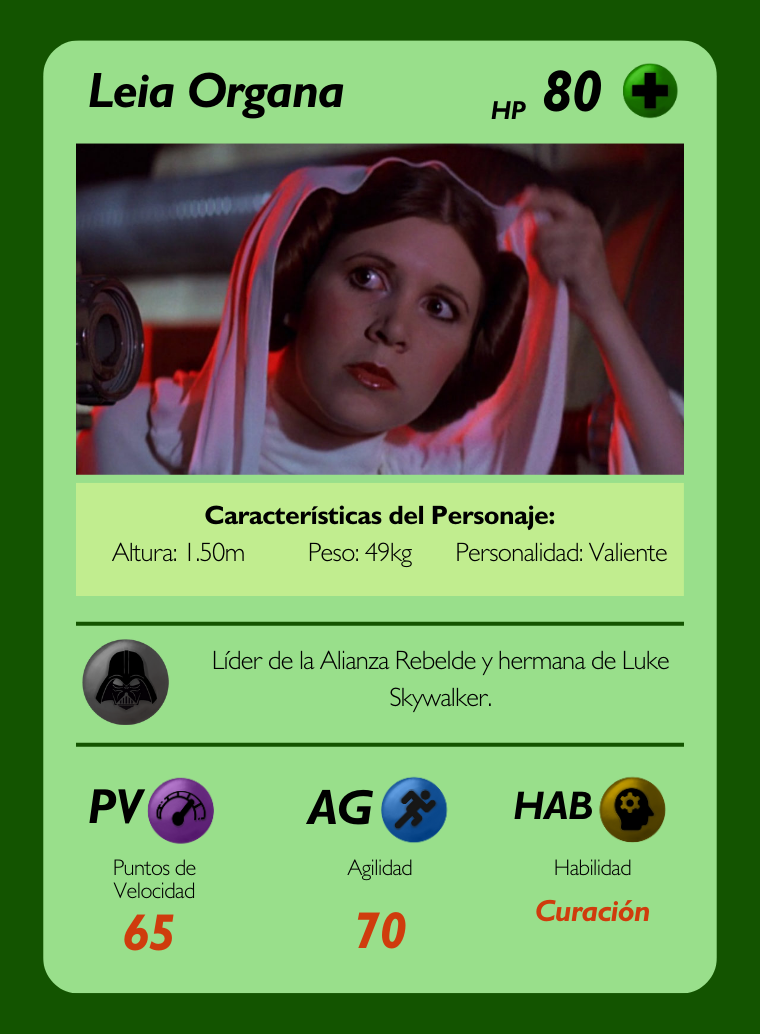 Leia Organa HP 80
Características del Personaje:
Altura: 1.50m Peso: 49kg Personalidad: Valiente
Líder de la Alianza Rebelde y hermana de Luke
Skywalker.
PV AG HAB
Puntos de Agilidad Habilidad
Velocidad
65 70 Curación